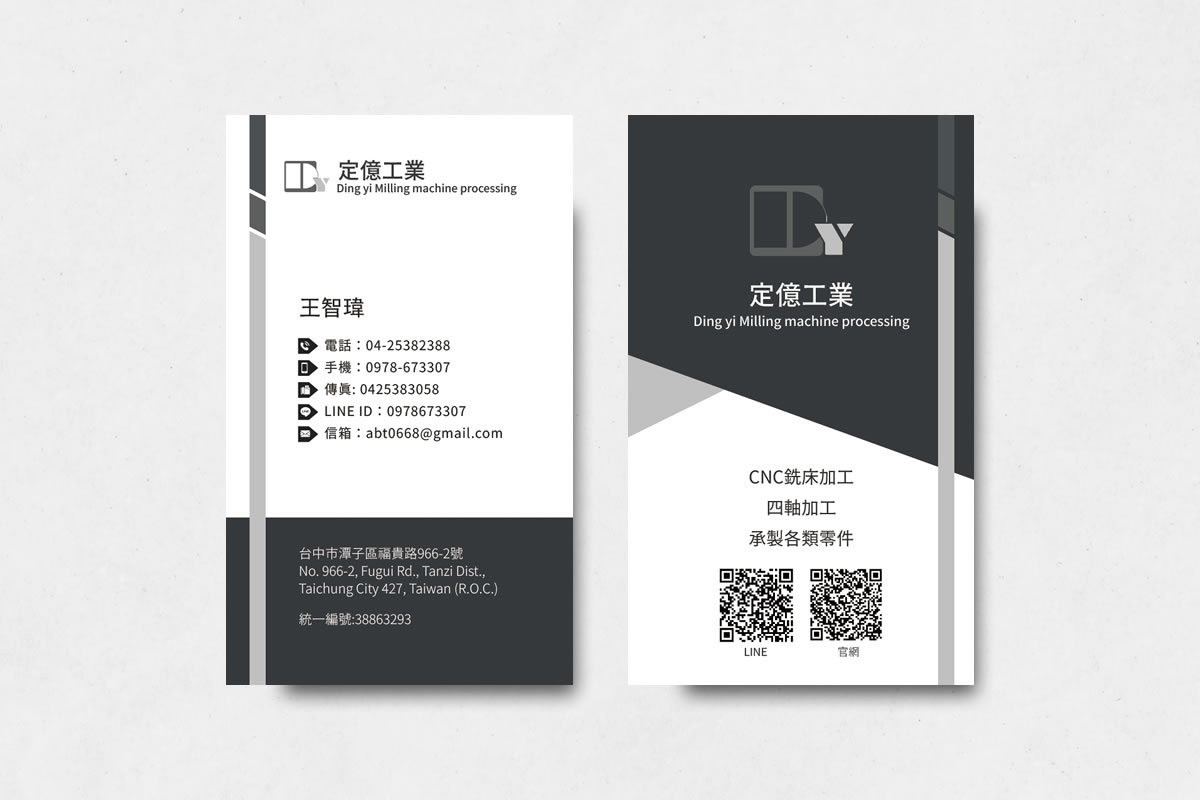 定億工業
Ding yi Milling machine processing
王智瑋
電話：04-25382388
手機：0978-673307
傳眞: 0425383058
LINE ID：0978673307
信箱：abt0668@gmail.com
台中市潭子區福貴路966-2號
No. 966-2, Fugui Rd., Tanzi Dist.,
Taichung City 427, Taiwan (R.O.C.)
統一編號:38863293
DY
定億工業
Ding yi Milling machine processing
CNC銑床加工
四軸加工
承製各類零件
LINE
官網